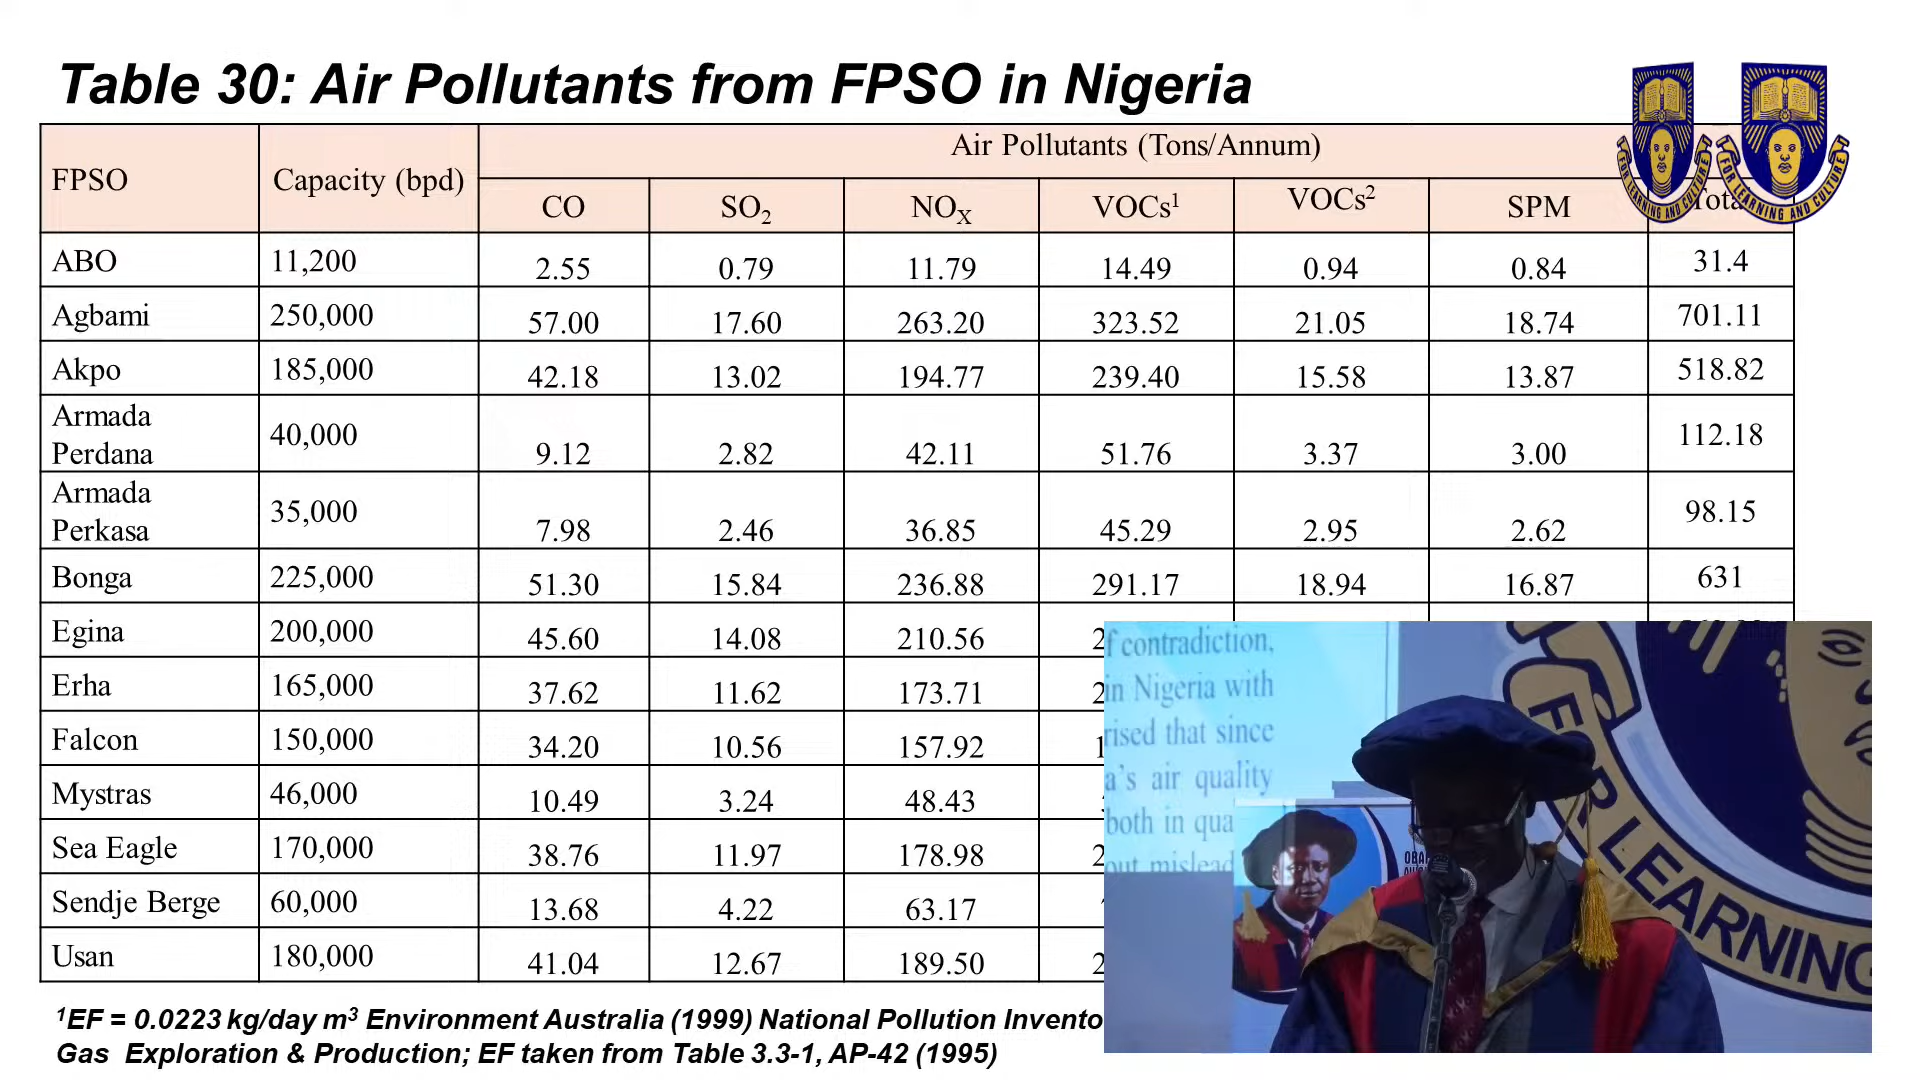 Table 30: Air Pollutants from FPSO in Nigeria
FPSO Capacity (bpd) Air Pollutants (Tons/Annum)
CO SO2 NOX VOCs1 VOCs2 SPM
FOR LEARNING AND CULTURE FOR LEARNING AND CULTURE
ABO 11,200 2.55 0.79 11.79 14.49 0.94 0.84 31.4
Agbami 250,000 57.00 17.60 263.20 323.52 21.05 18.74 701.11
Akpo 185,000 42.18 13.02 194.77 239.40 15.58 13.87 518.82
Armada
Perdana 40,000 9.12 2.82 42.11 51.76 3.37 3.00 112.18
Armada
Perkasa 35,000 7.98 2.46 36.85 45.29 2.95 2.62 98.15
Bonga 225,000 51.30 15.84 236.88 291.17 18.94 16.87 631
Egina 200,000 45.60 14.08 210.56
Erha 165,000 37.62 11.62 173.71
Falcon 150,000 34.20 10.56 157.92
Mystras 46,000 10.49 3.24 48.43
Sea Eagle 170,000 38.76 11.97 178.98
Sendje Berge 60,000 13.68 4.22 63.17
Usan 180,000 41.04 12.67 189.50
1EF = 0.0223 kg/day m3 Environment Australia (1999) National Pollution Invento
Gas Exploration & Production; EF taken from Table 3.3-1, AP-42 (1995)
f contradiction,
in Nigeria with
rised that since
a's air quality
both in qua
out mislead
FOR LEARNING